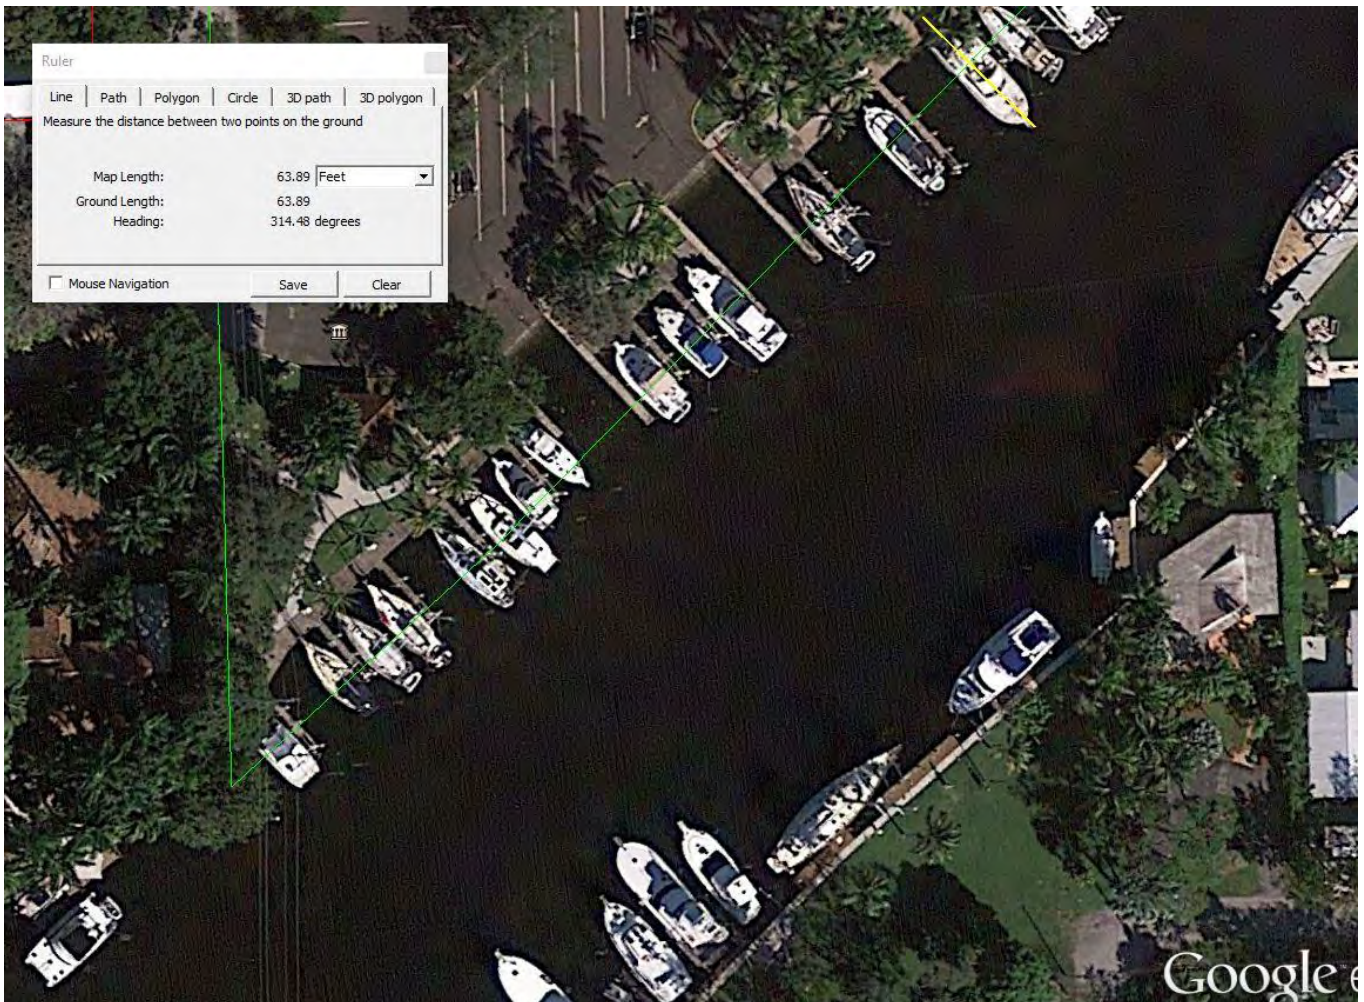 Ruler
Line Path Polygon Circle 3D path 3D polygon
Measure the distance between two points on the ground
Map Length: 63.89 Feet
Ground Length: 63.89
Heading: 314.48 degrees
Mouse Navigation Save Clear
Google e